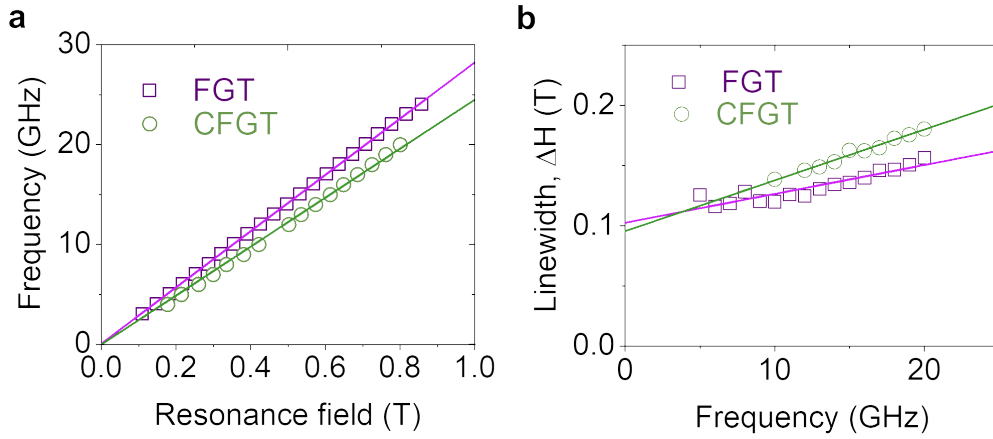 a
Frequency (GHz)
30
20
10
0
FGT
CFGT
0.0 0.2 0.4 0.6 0.8 1.0
Resonance field (T)
b
Linewidth, ΔH (T)
0.2
0.1
0.0
FGT
CFGT
0 10 20
Frequency (GHz)